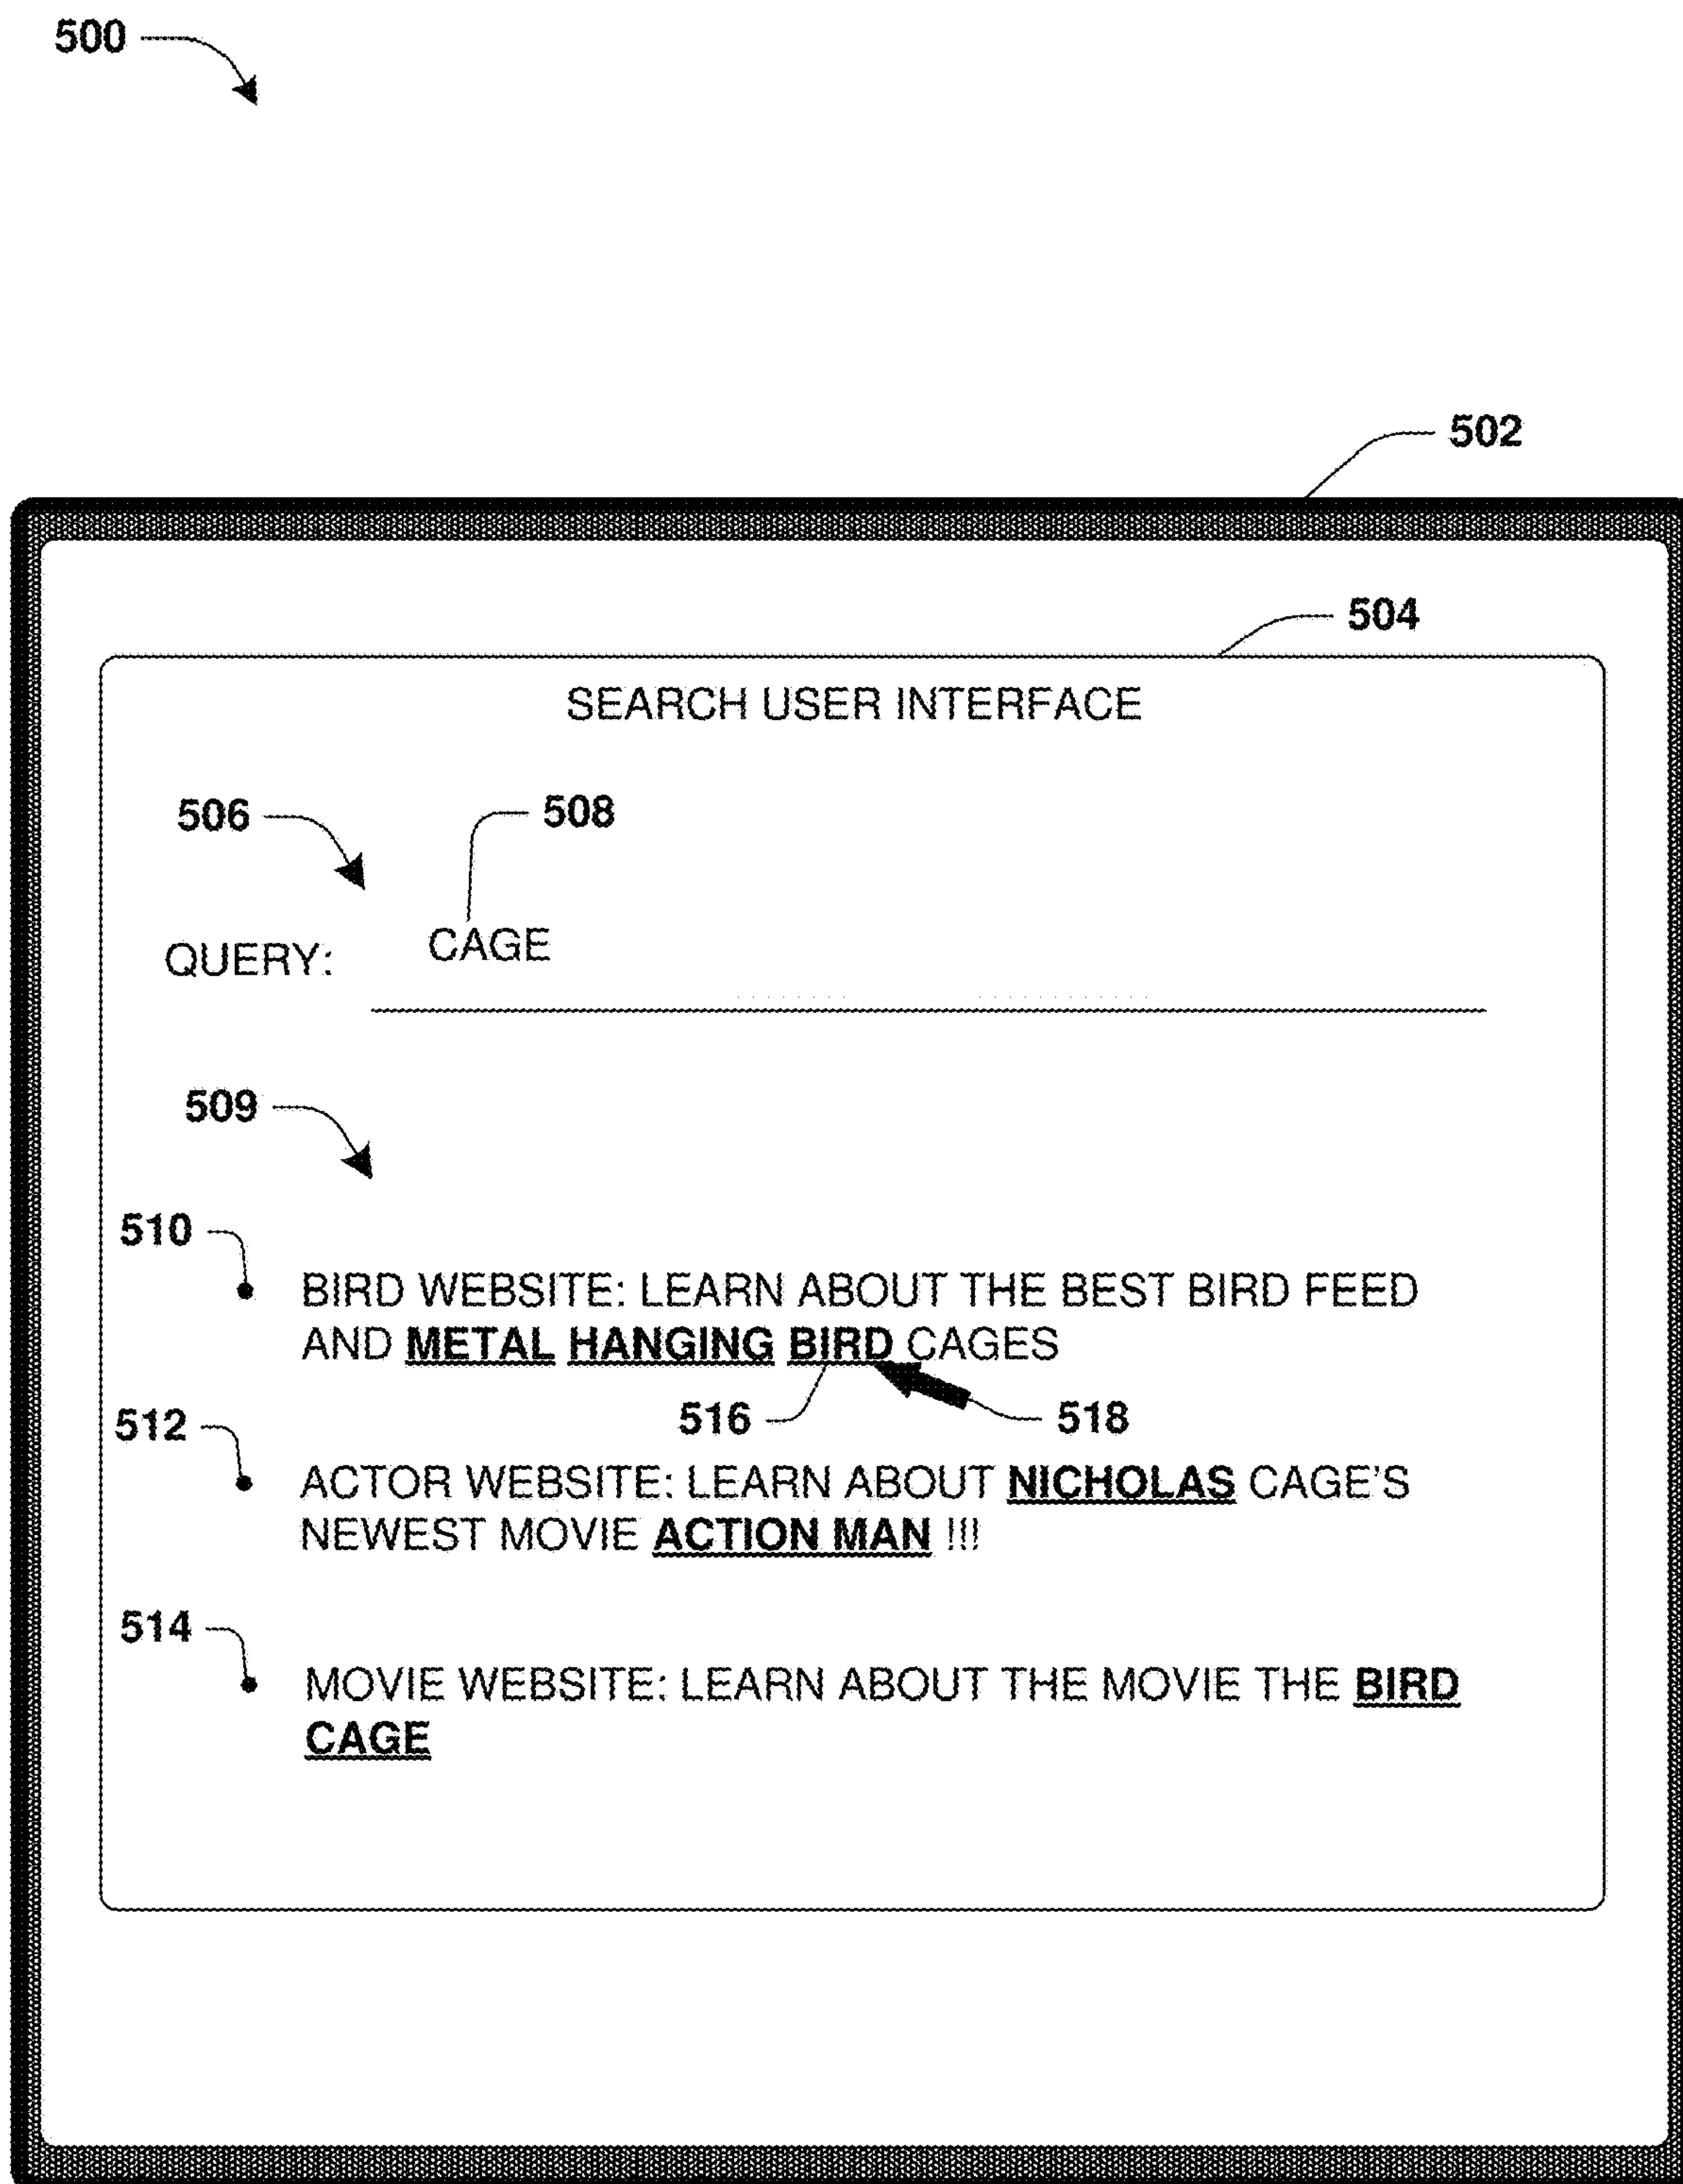 500
502
504
SEARCH USER INTERFACE
506
508
QUERY: CAGE
509
510
BIRD WEBSITE: LEARN ABOUT THE BEST BIRD FEED
AND METAL HANGING BIRD CAGES
516
518
512
ACTOR WEBSITE: LEARN ABOUT NICHOLAS CAGE'S
NEWEST MOVIE ACTION MAN !!!
514
MOVIE WEBSITE: LEARN ABOUT THE MOVIE THE BIRD
CAGE